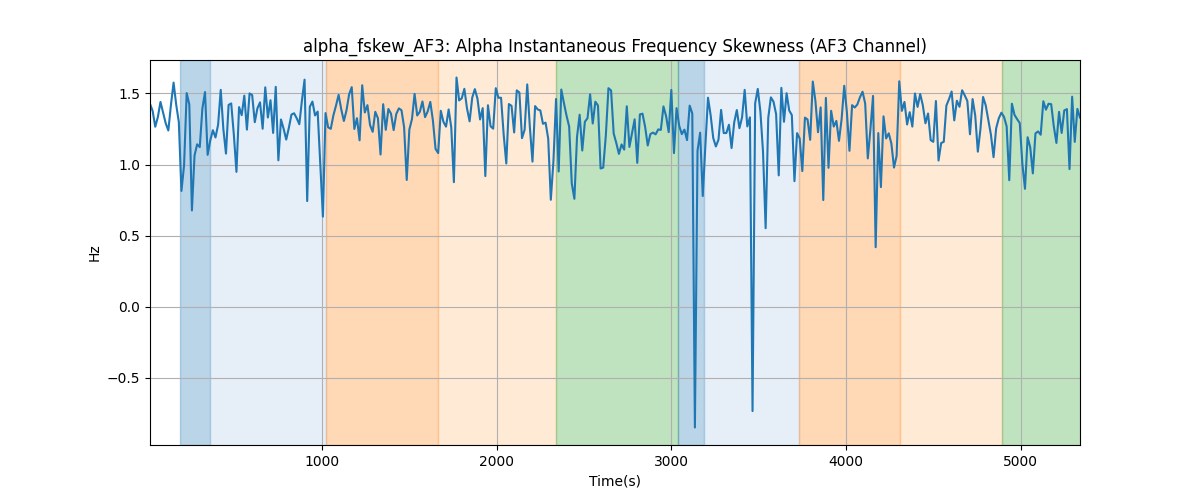 alpha_fskew_AF3: Alpha Instantaneous Frequency Skewness (AF3 Channel)
1.5
1.0
0.5
0.0
−0.5
Hz
1000 2000 3000 4000 5000
Time(s)